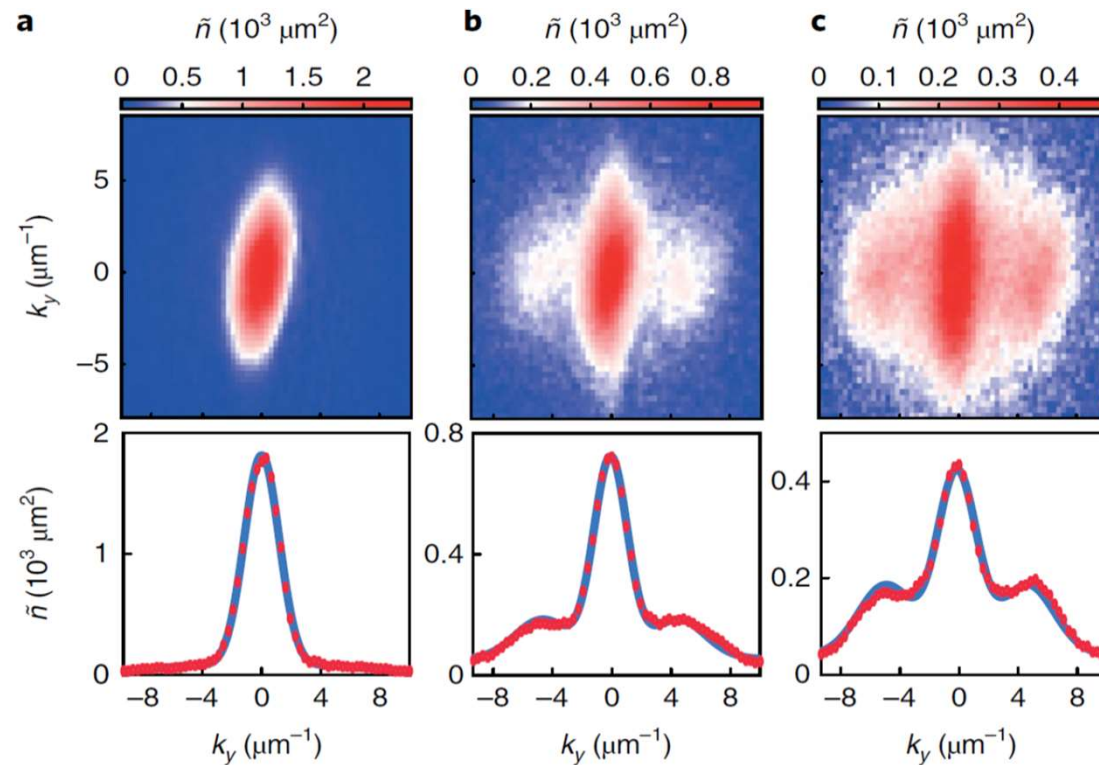 a
ñ (10³ µm²)
0 0.5 1 1.5 2
b
ñ (10³ µm²)
0 0.2 0.4 0.6 0.8
c
ñ (10³ µm²)
0 0.1 0.2 0.3 0.4
k_y (µm⁻¹)
5
0
−5
ñ (10³ µm²)
2
1
0
−8 −4 0 4 8
k_y (µm⁻¹)
0.8
0.4
0
−8 −4 0 4 8
k_y (µm⁻¹)
0.4
0.2
0
−8 −4 0 4 8
k_y (µm⁻¹)